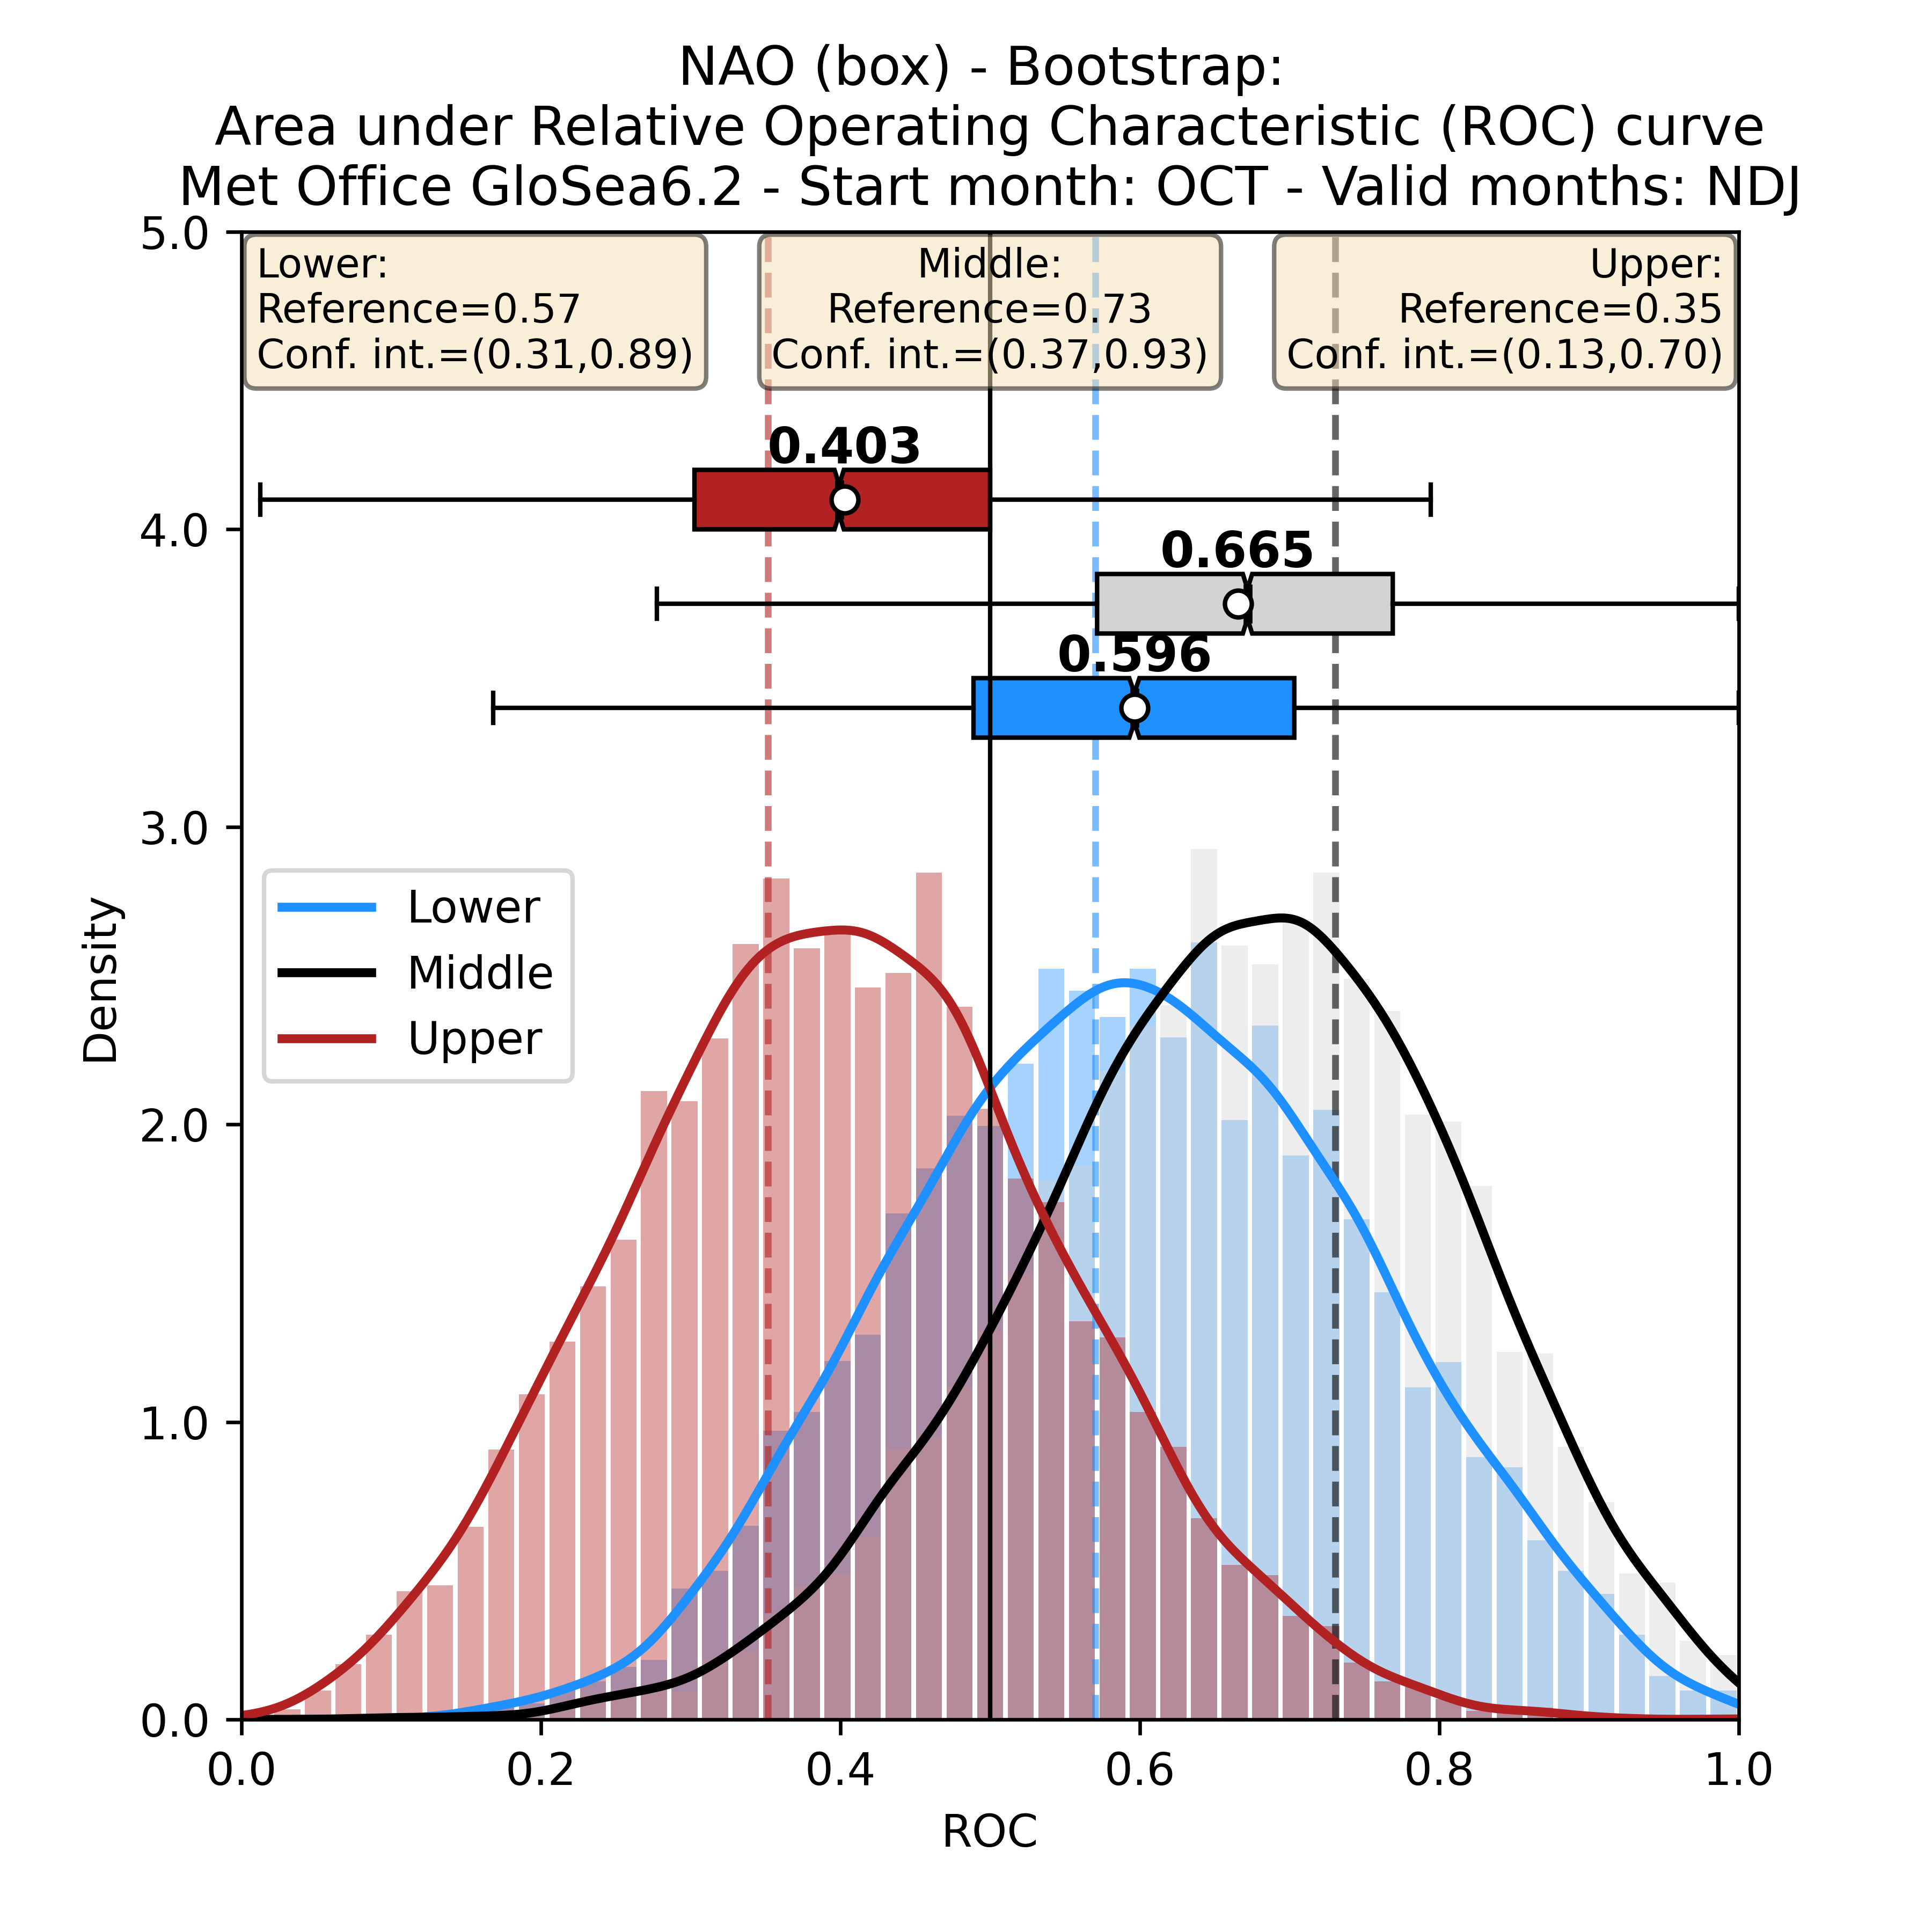 NAO (box) - Bootstrap:
Area under Relative Operating Characteristic (ROC) curve
Met Office GloSea6.2 - Start month: OCT - Valid months: NDJ
Lower:
Reference=0.57
Conf. int.=(0.31,0.89)
Middle:
Reference=0.73
Conf. int.=(0.37,0.93)
Upper:
Reference=0.35
Conf. int.=(0.13,0.70)
0.403
0.665
0.596
5.0
4.0
3.0
2.0
1.0
0.0
Density
Lower
Middle
Upper
0.0 0.2 0.4 0.6 0.8 1.0
ROC